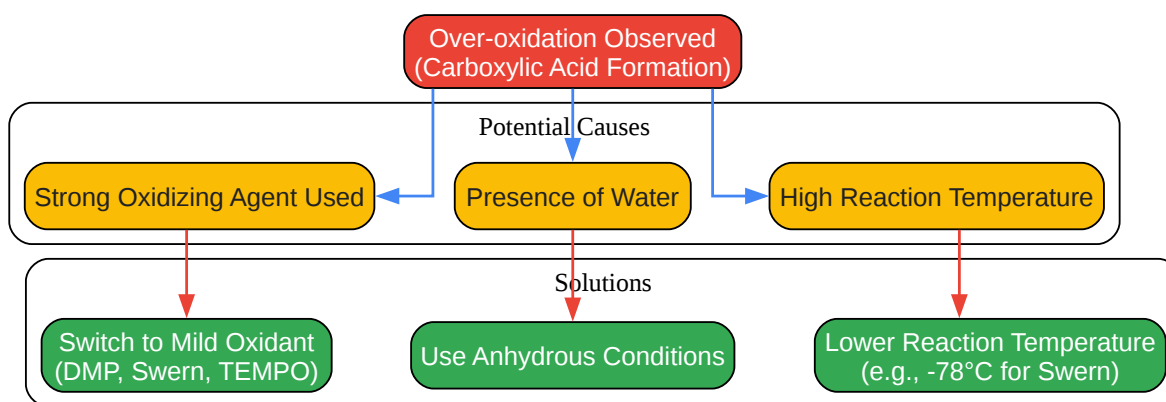 Over-oxidation Observed
(Carboxylic Acid Formation)
Potential Causes
Strong Oxidizing Agent Used
Presence of Water
High Reaction Temperature
Solutions
Switch to Mild Oxidant
(DMP, Swern, TEMPO)
Use Anhydrous Conditions
Lower Reaction Temperature
(e.g., -78°C for Swern)